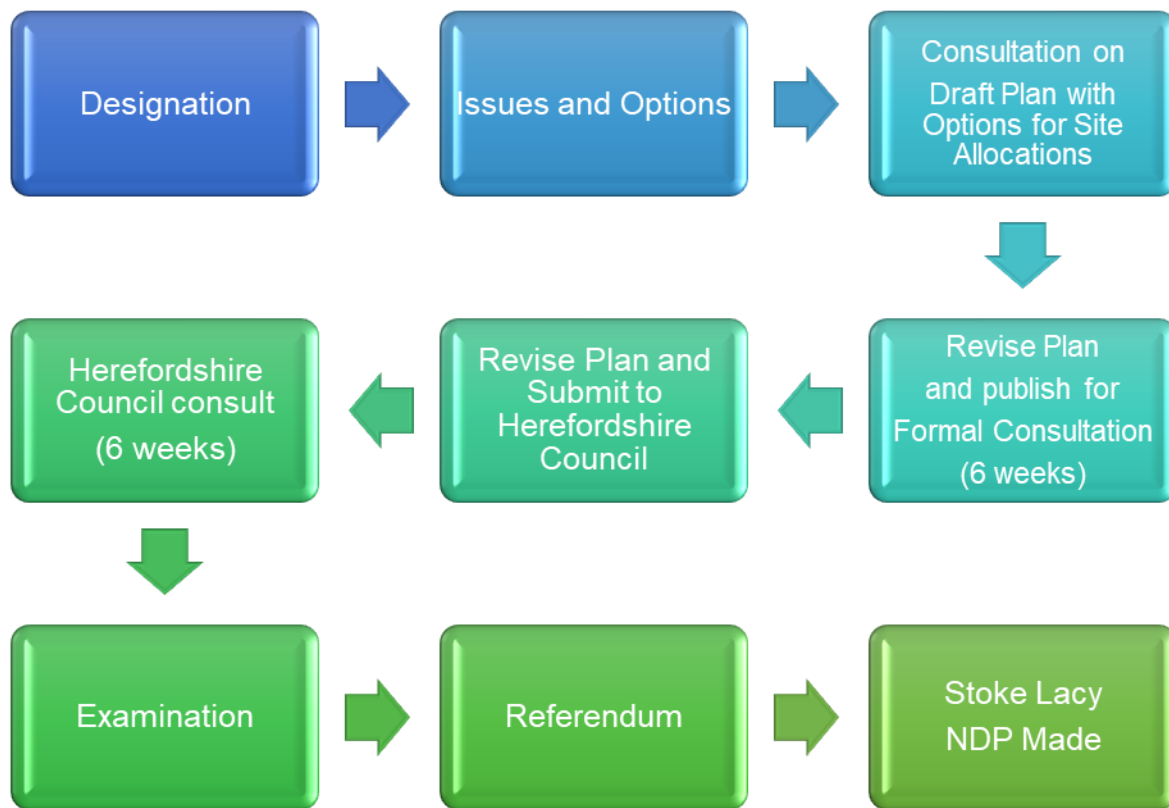 Designation
Issues and Options
Consultation on
Draft Plan with
Options for Site
Allocations
Revise Plan
and publish for
Formal Consultation
(6 weeks)
Revise Plan and
Submit to
Herefordshire
Council
Herefordshire
Council consult
(6 weeks)
Examination
Referendum
Stoke Lacy
NDP Made